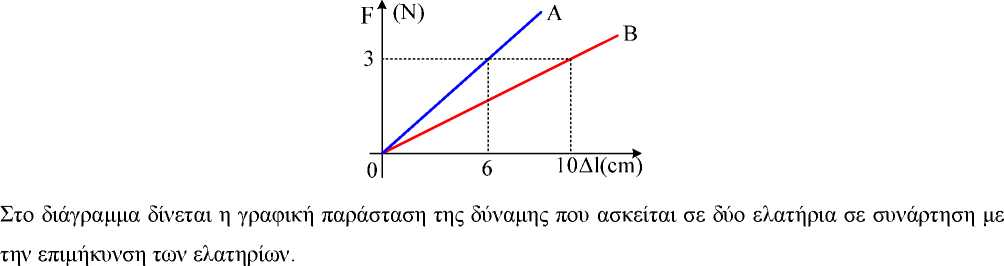 F (N) A
B
3
0 6 10 Δl(cm)
Στο διάγραμμα δίνεται η γραφική παράσταση της δύναμης που ασκείται σε δύο ελατήρια σε συνάρτηση με
την επιμήκυνση των ελατηρίων.